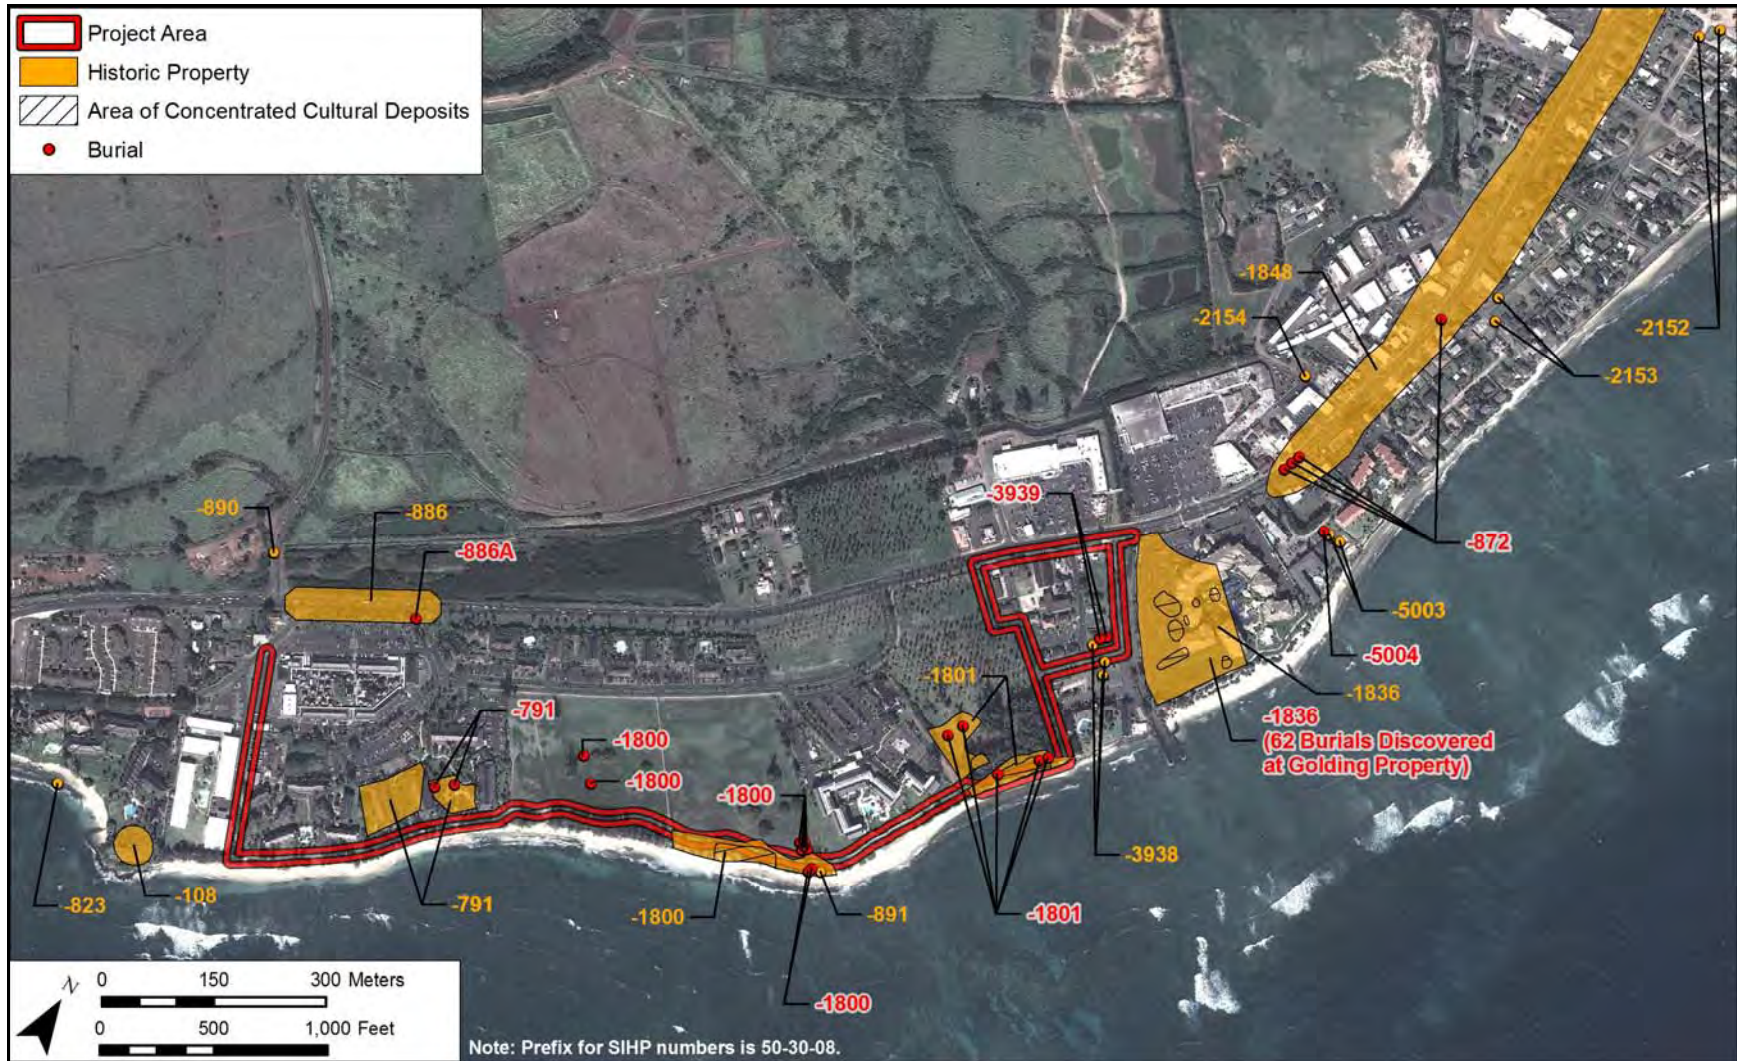 Project Area
Historic Property
Area of Concentrated Cultural Deposits
Burial
-1848
-2154
-2152
-2153
-890
-886
-886A
-3939
-872
-5003
-5004
-1836
-1836
(62 Burials Discovered
at Golding Property)
-1801
-791
-1800
-1800
-1800
-3938
-823
-108
-791
-1800
-891
-1801
-1800
N
0 150 300 Meters
0 500 1,000 Feet
Note: Prefix for SIHP numbers is 50-30-08.